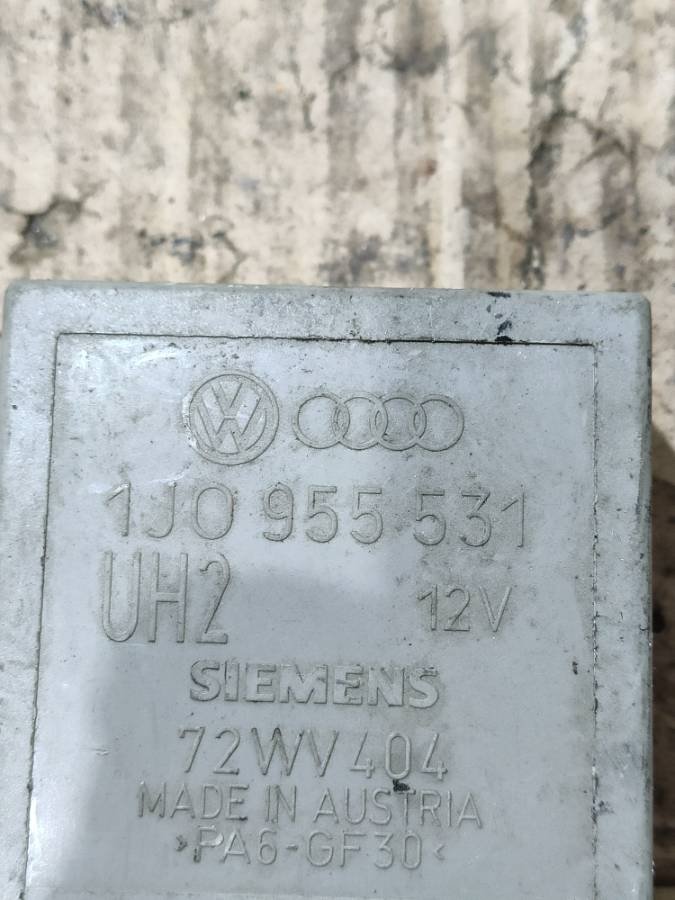 1J0 955 531
UH2 12V
SIEMENS
72WV404
MADE IN AUSTRIA
>PA6-GF30<